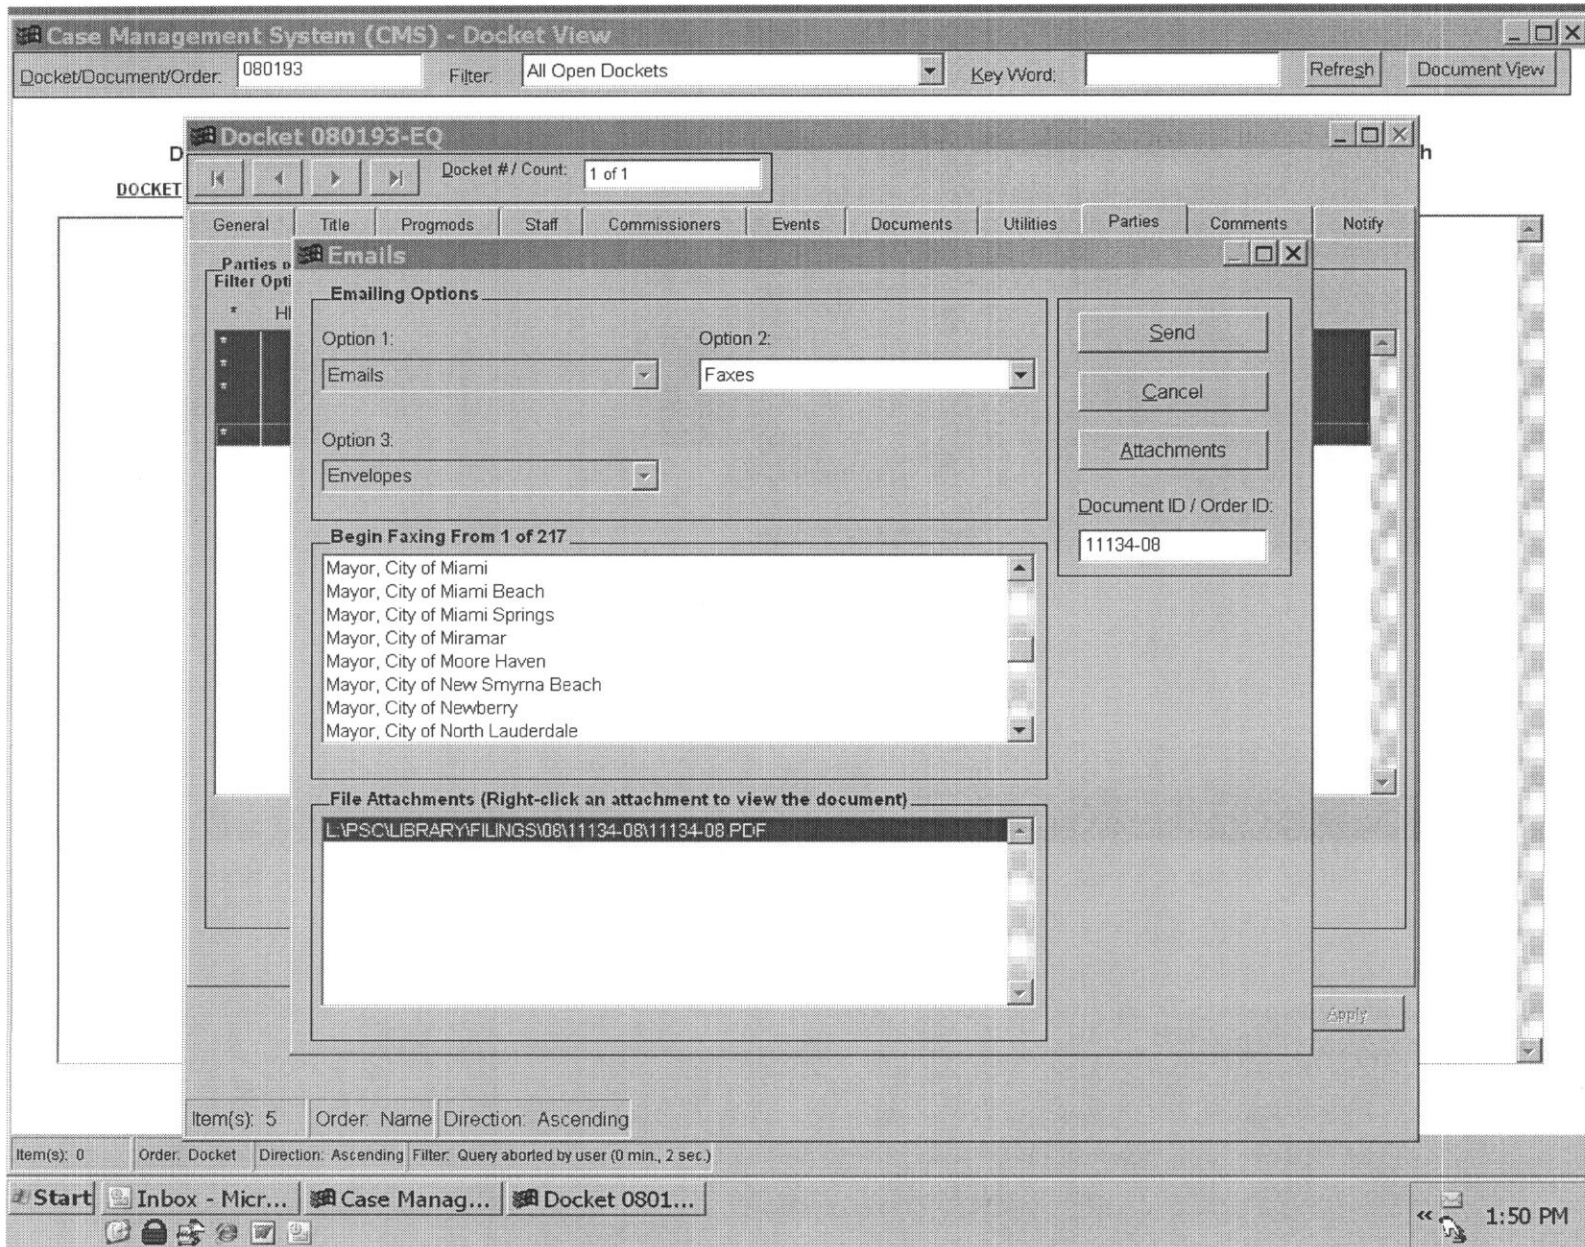 Case Management System (CMS) - Docket View
Docket/Document/Order: 080193 Filter: All Open Dockets Key Word: Refresh Document View
Docket 080193-EQ
D h
Docket # / Count: 1 of 1
DOCKET
General Title Progmods Staff Commissioners Events Documents Utilities Parties Comments Notify
Emails
Parties o
Filter Opti
Emailing Options
* HI
Option 1: Option 2: Send
Emails Faxes
Cancel
Option 3: Attachments
Envelopes
Document ID / Order ID:
Begin Faxing From 1 of 217
11134-08
Mayor, City of Miami
Mayor, City of Miami Beach
Mayor, City of Miami Springs
Mayor, City of Miramar
Mayor, City of Moore Haven
Mayor, City of New Smyrna Beach
Mayor, City of Newberry
Mayor, City of North Lauderdale
File Attachments (Right-click an attachment to view the document)
L:\PSC\LIBRARY\FILINGS\08\11134-08\11134-08.PDF
Apply
Item(s): 5 Order: Name Direction: Ascending
Item(s): 0 Order: Docket Direction: Ascending Filter: Query aborted by user (0 min., 2 sec.)
Start Inbox - Micr... Case Manag... Docket 0801...
« 1:50 PM